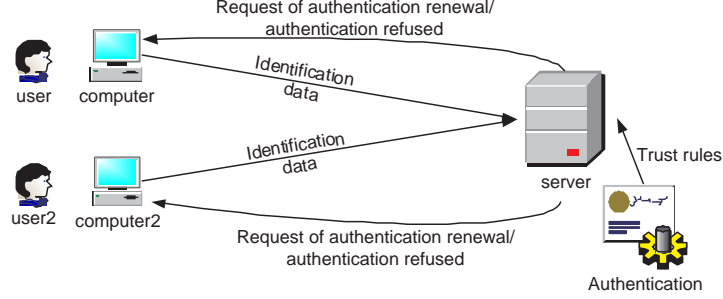 Request of authentication renewal/
authentication refused
Identification
data
user
computer
Identification
data
Trust rules
server
user2
computer2
Request of authentication renewal/
authentication refused
Authentication